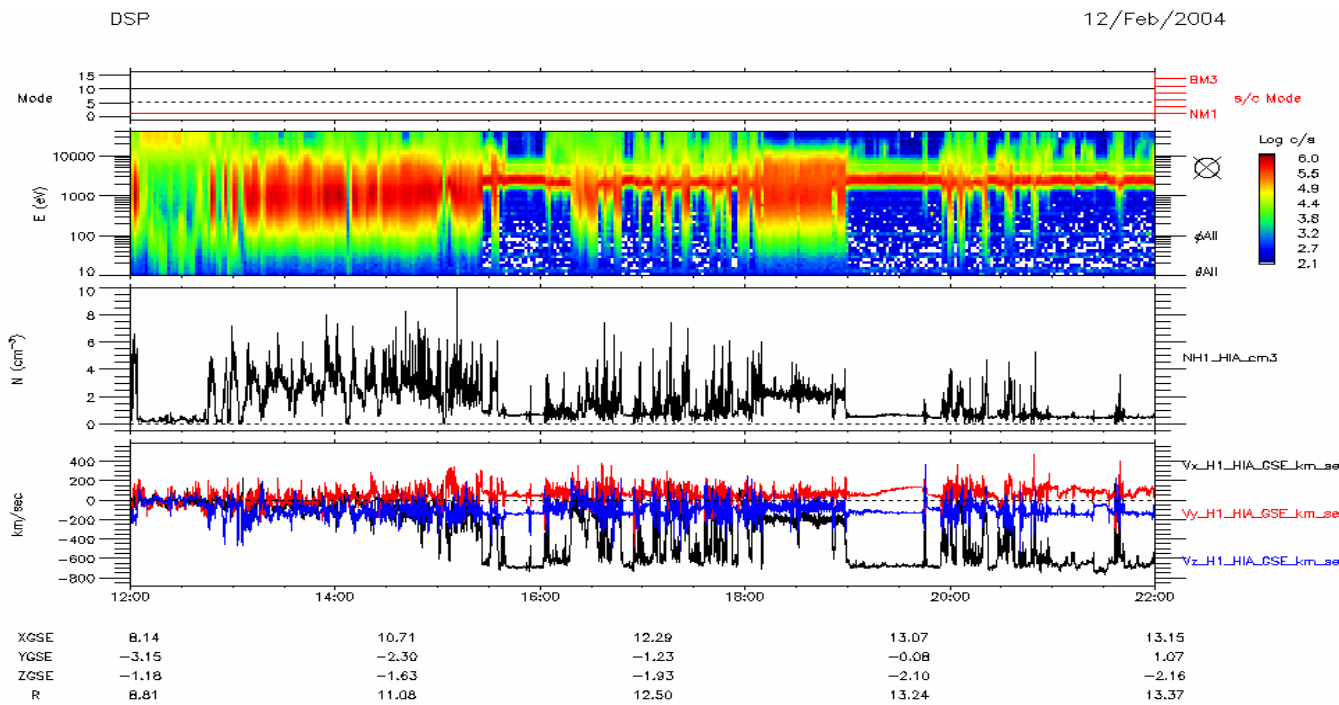 DSP 12/Feb/2004
15
10
5
0
Mode
BM3
NM1
s/c Mode
10000
1000
100
10
E (eV)
φAll
θAll
Log c/s
6.0
5.4
4.9
4.4
3.8
3.2
2.7
2.1
10
8
6
4
2
0
N (cm⁻³)
NH1_HIA_cm3
400
200
0
-200
-400
-600
-800
km/sec
Vx_H1_HIA_GSE_km_se
Vy_H1_HIA_GSE_km_se
Vz_H1_HIA_GSE_km_se
12:00 14:00 16:00 18:00 20:00 22:00
XGSE 8.14 10.71 12.29 13.07 13.15
YGSE -3.15 -2.30 -1.23 -0.08 1.07
ZGSE -1.18 -1.63 -1.93 -2.10 -2.16
R 8.81 11.08 12.50 13.24 13.37